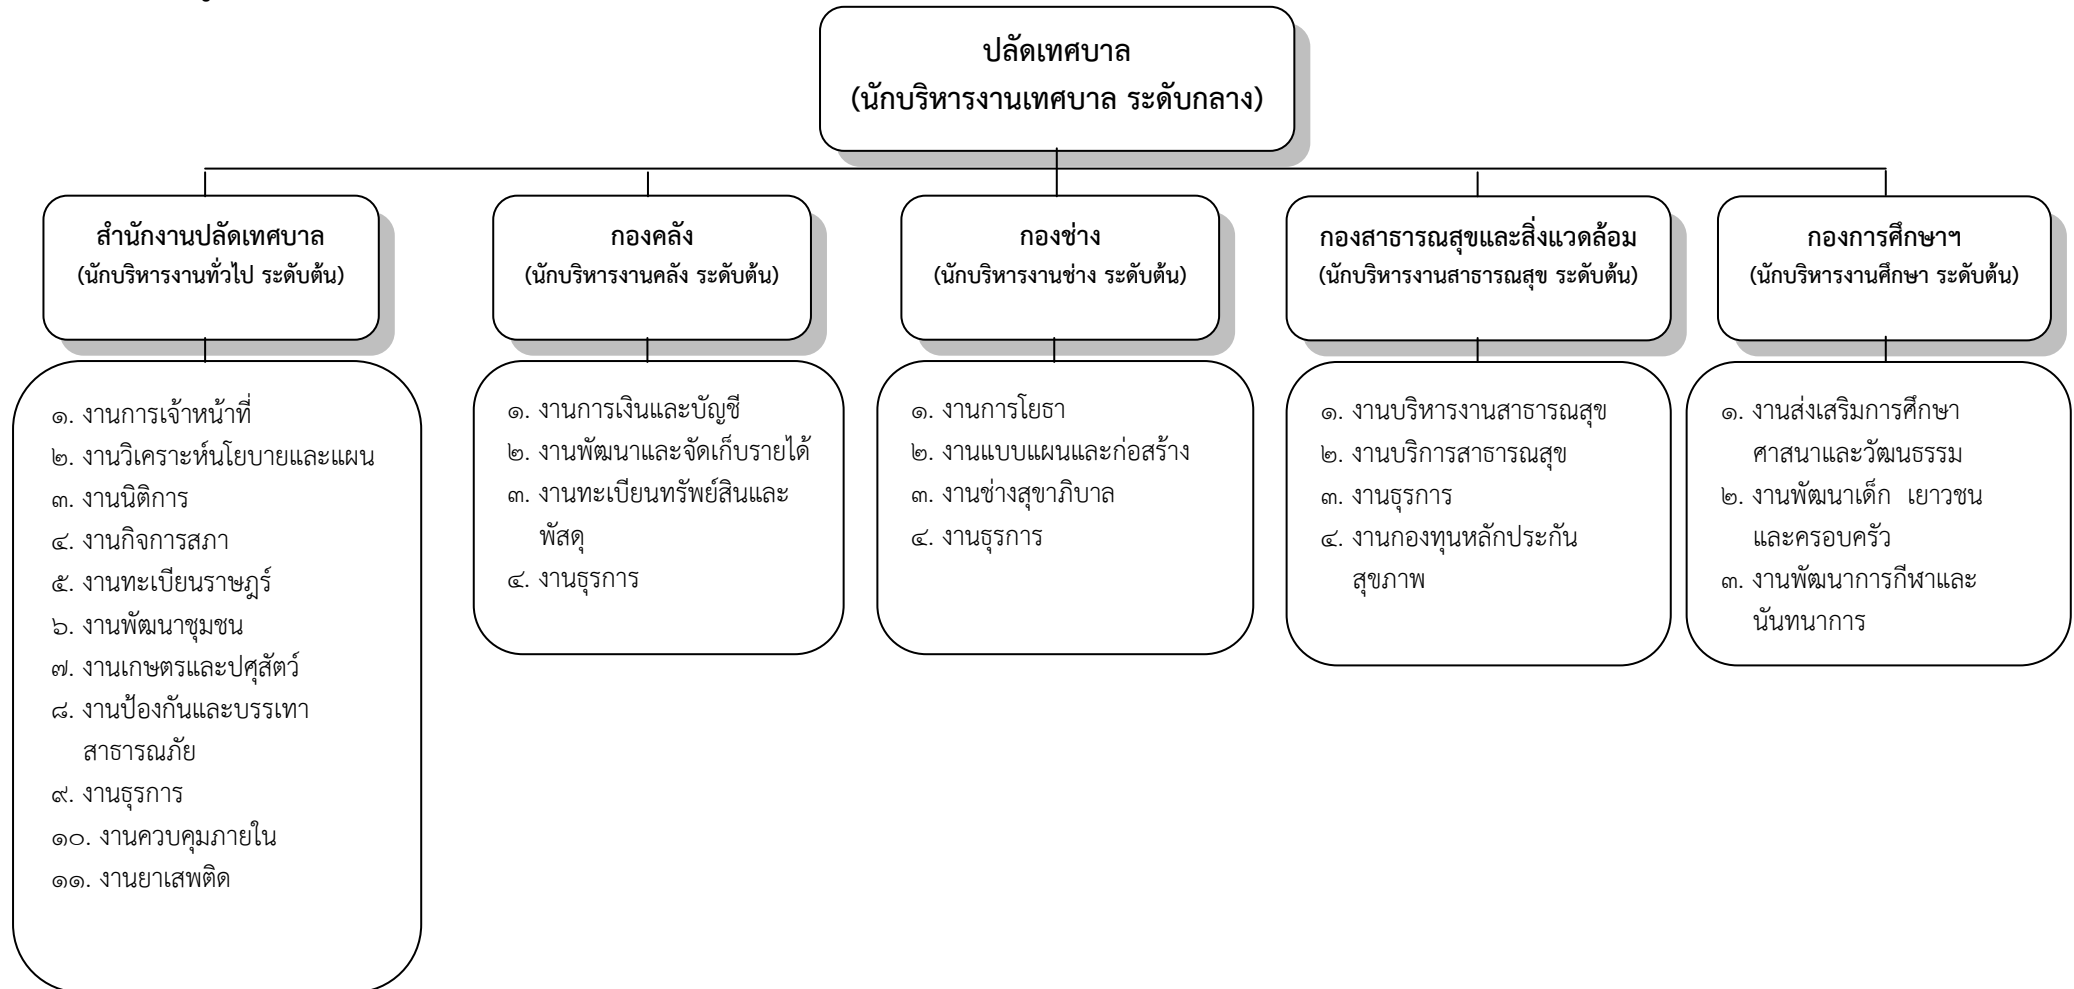 ปลัดเทศบาล
(นักบริหารงานเทศบาล ระดับกลาง)
สำนักงานปลัดเทศบาล
(นักบริหารงานทั่วไป ระดับต้น)
๑. งานการเจ้าหน้าที่
๒. งานวิเคราะห์นโยบายและแผน
๓. งานนิติการ
๔. งานกิจการสภา
๕. งานทะเบียนราษฎร์
๖. งานพัฒนาชุมชน
๗. งานเกษตรและปศุสัตว์
๘. งานป้องกันและบรรเทา
สาธารณภัย
๙. งานธุรการ
๑๐. งานควบคุมภายใน
๑๑. งานยาเสพติด
กองคลัง
(นักบริหารงานคลัง ระดับต้น)
๑. งานการเงินและบัญชี
๒. งานพัฒนาและจัดเก็บรายได้
๓. งานทะเบียนทรัพย์สินและ
พัสดุ
๔. งานธุรการ
กองช่าง
(นักบริหารงานช่าง ระดับต้น)
๑. งานการโยธา
๒. งานแบบแผนและก่อสร้าง
๓. งานช่างสุขาภิบาล
๔. งานธุรการ
กองสาธารณสุขและสิ่งแวดล้อม
(นักบริหารงานสาธารณสุข ระดับต้น)
๑. งานบริหารงานสาธารณสุข
๒. งานบริการสาธารณสุข
๓. งานธุรการ
๔. งานกองทุนหลักประกัน
สุขภาพ
กองการศึกษาฯ
(นักบริหารงานศึกษา ระดับต้น)
๑. งานส่งเสริมการศึกษา
ศาสนาและวัฒนธรรม
๒. งานพัฒนาเด็ก เยาวชน
และครอบครัว
๓. งานพัฒนาการกีฬาและ
นันทนาการ